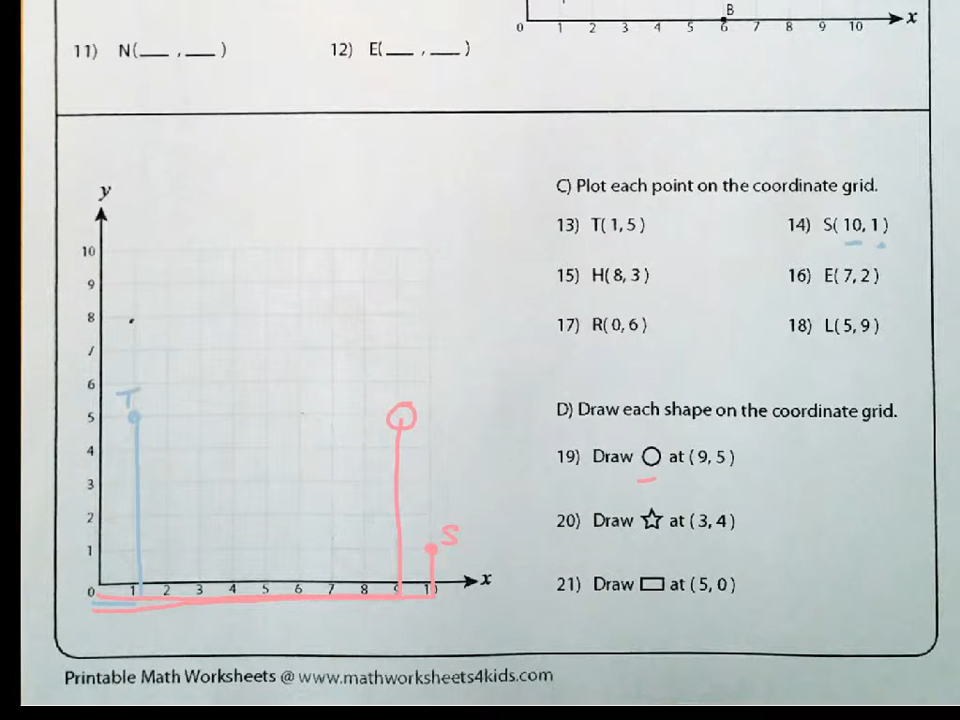 B
0 1 2 3 4 5 6 7 8 9 10 x
11) N(___ , ___ ) 12) E(___ , ___ )
y
10
9
8
7
6
5
4
3
2
1
0 1 2 3 4 5 6 7 8 9 10 x
T
S
C) Plot each point on the coordinate grid.
13) T( 1, 5 ) 14) S( 10, 1 )
15) H( 8, 3 ) 16) E( 7, 2 )
17) R( 0, 6 ) 18) L( 5, 9 )
D) Draw each shape on the coordinate grid.
19) Draw at ( 9, 5 )
20) Draw at ( 3, 4 )
21) Draw at ( 5, 0 )
Printable Math Worksheets @ www.mathworksheets4kids.com